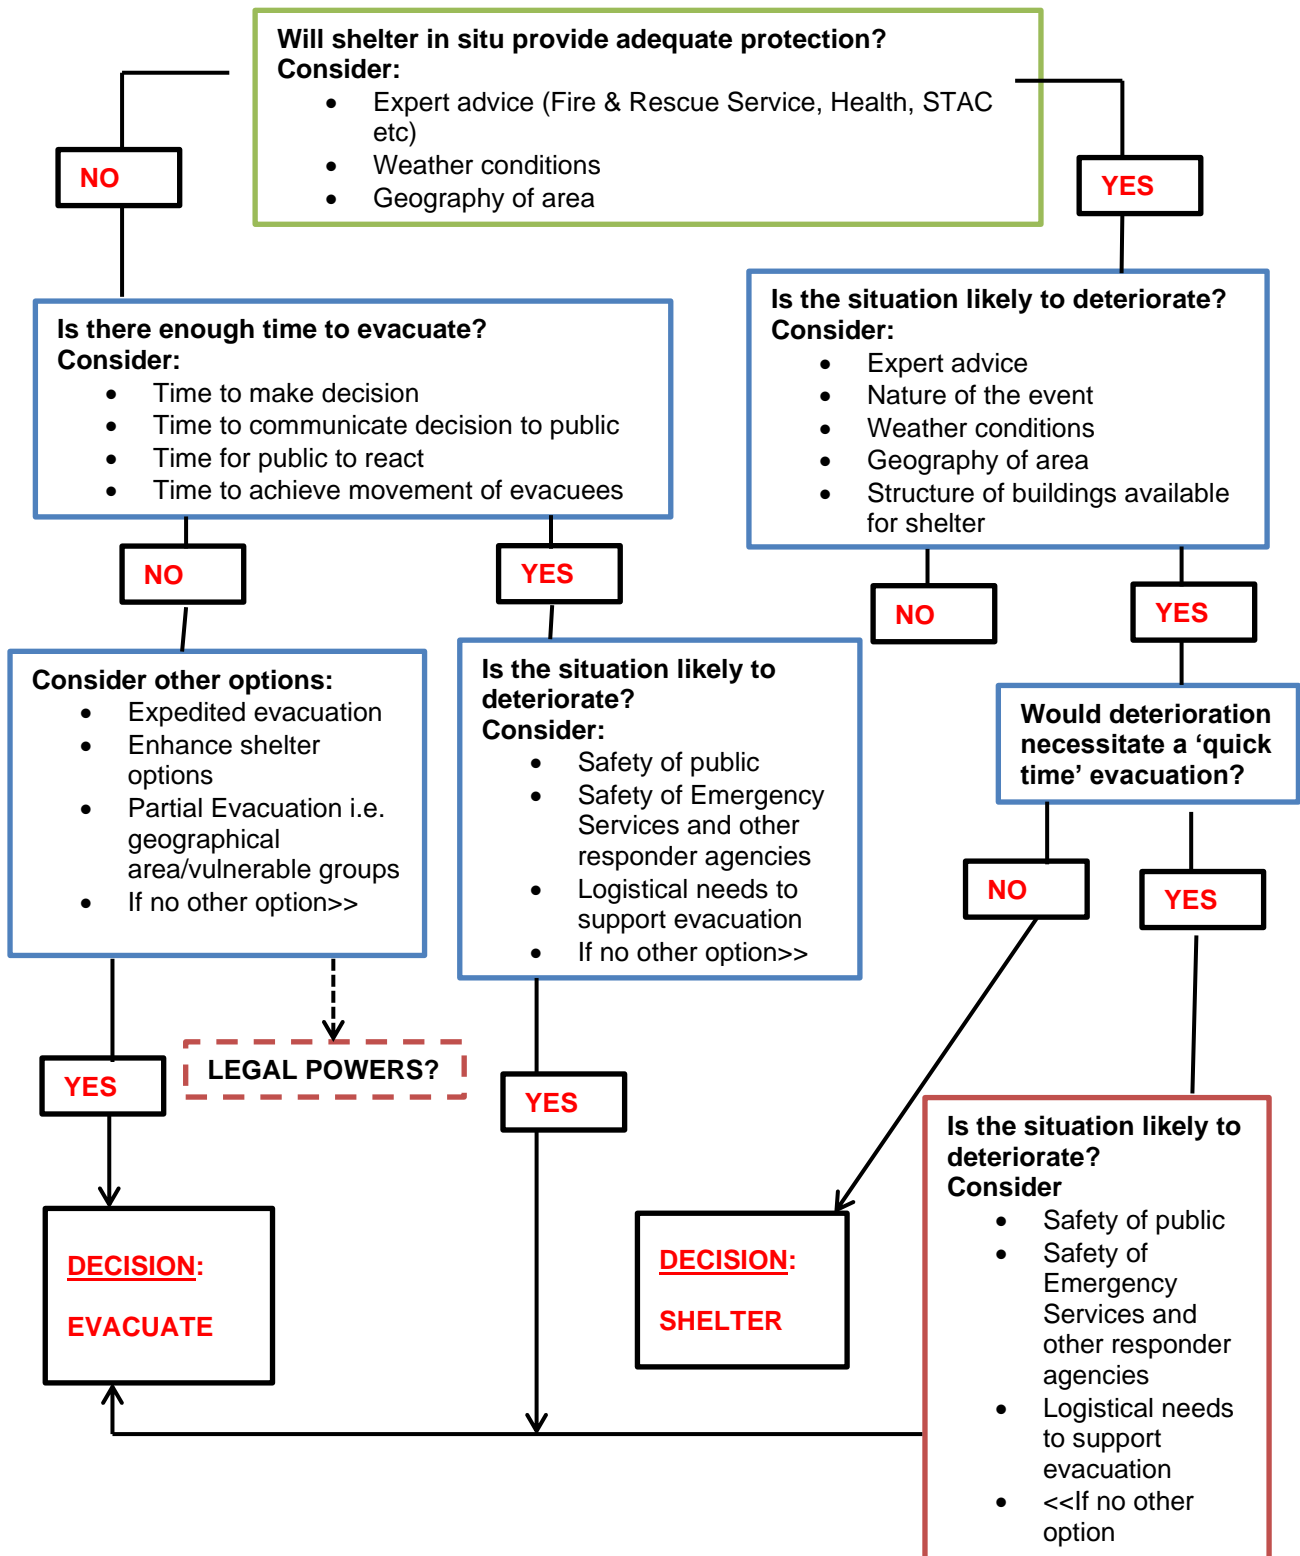 Will shelter in situ provide adequate protection?
Consider:
• Expert advice (Fire & Rescue Service, Health, STAC
etc)
• Weather conditions
• Geography of area
NO
YES
Is there enough time to evacuate?
Consider:
• Time to make decision
• Time to communicate decision to public
• Time for public to react
• Time to achieve movement of evacuees
Is the situation likely to deteriorate?
Consider:
• Expert advice
• Nature of the event
• Weather conditions
• Geography of area
• Structure of buildings available
for shelter
NO
YES
NO
YES
Consider other options:
• Expedited evacuation
• Enhance shelter
options
• Partial Evacuation i.e.
geographical
area/vulnerable groups
• If no other option>>
Is the situation likely to
deteriorate?
Consider:
• Safety of public
• Safety of Emergency
Services and other
responder agencies
• Logistical needs to
support evacuation
• If no other option>>
Would deterioration
necessitate a ‘quick
time’ evacuation?
NO
YES
YES
LEGAL POWERS?
YES
Is the situation likely to
deteriorate?
Consider
• Safety of public
• Safety of
Emergency
Services and
other responder
agencies
• Logistical needs
to support
evacuation
• <<If no other
option
DECISION:
EVACUATE
DECISION:
SHELTER